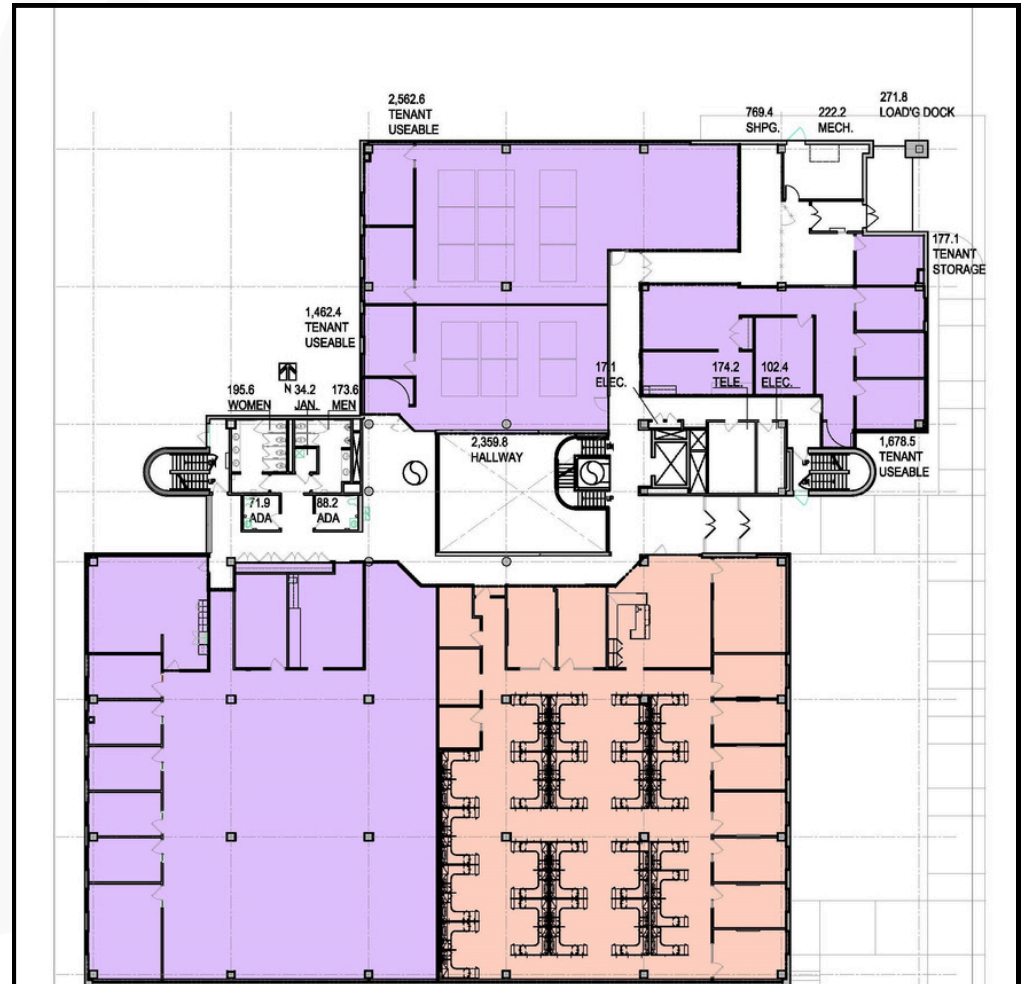 2,562.6
TENANT
USEABLE
769.4
SHPG.
222.2
MECH.
271.8
LOAD'G DOCK
177.1
TENANT
STORAGE
1,462.4
TENANT
USEABLE
N
195.6
WOMEN
34.2
JAN.
173.6
MEN
17.1
ELEC.
174.2
TELE.
102.4
ELEC.
2,359.8
HALLWAY
1,678.5
TENANT
USEABLE
71.9
ADA
88.2
ADA